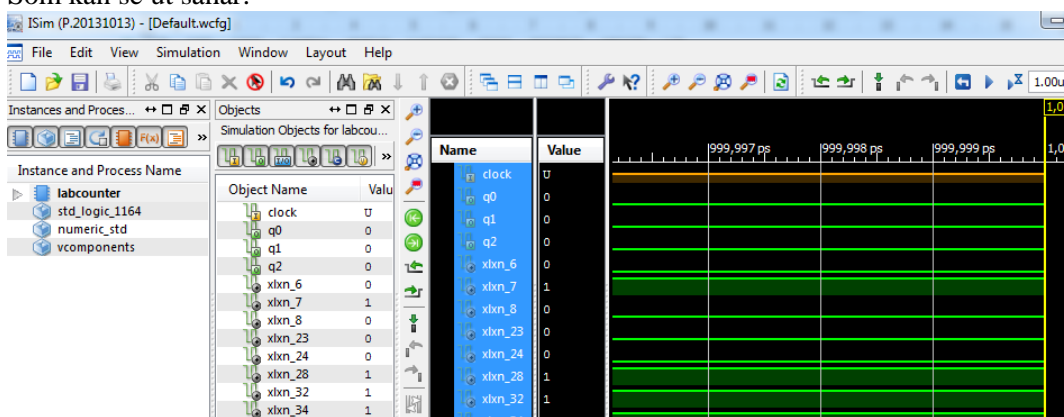 Som kan se ut såhär:
ISim (P.20131013) - [Default.wcfg]
File Edit View Simulation Window Layout Help
1.00u
Instances and Proces...
Instance and Process Name
labcounter
std_logic_1164
numeric_std
vcomponents
Objects
Simulation Objects for labcou...
Object Name Valu
clock U
q0 0
q1 0
q2 0
xlxn_6 0
xlxn_7 1
xlxn_8 0
xlxn_23 0
xlxn_24 0
xlxn_28 1
xlxn_32 1
xlxn_34 1
Name Value
clock U
q0 0
q1 0
q2 0
xlxn_6 0
xlxn_7 1
xlxn_8 0
xlxn_23 0
xlxn_24 0
xlxn_28 1
xlxn_32 1
1,0
999,997 ps 999,998 ps 999,999 ps 1,0